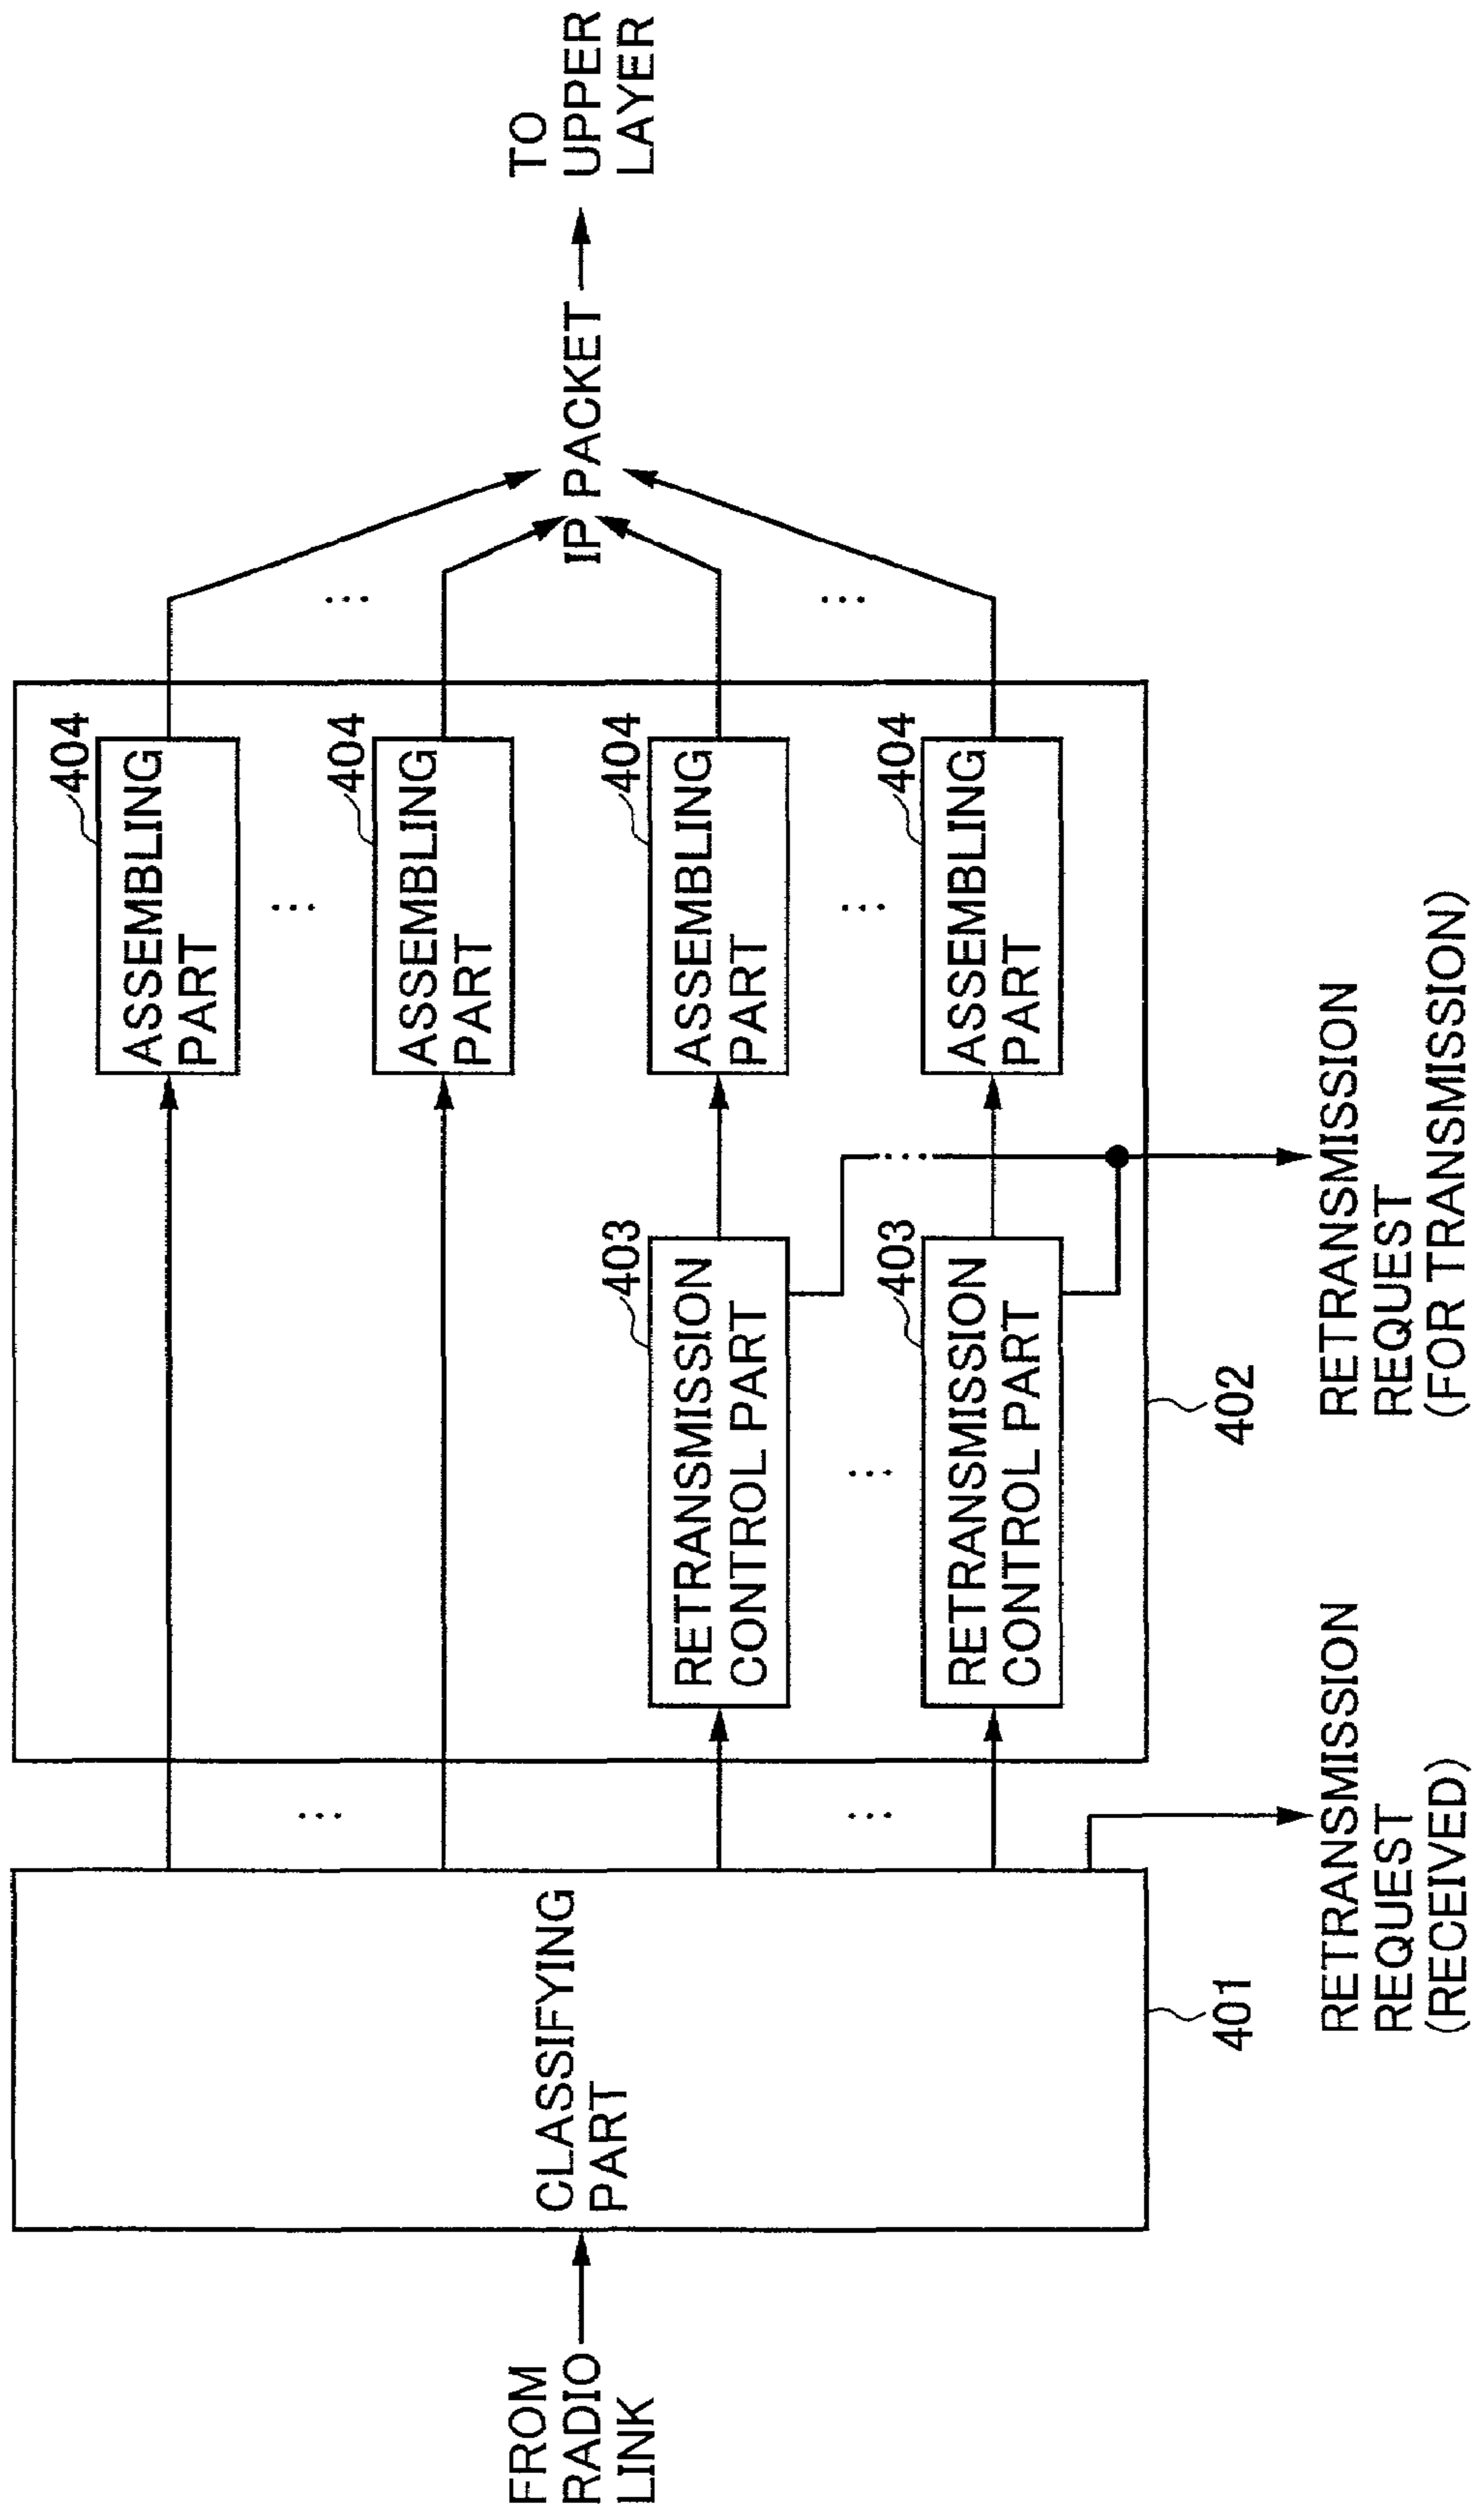 FROM
RADIO
LINK
CLASSIFYING
PART
401
RETRANSMISSION
REQUEST
(RECEIVED)
402
404
ASSEMBLING
PART
404
ASSEMBLING
PART
403
RETRANSMISSION
CONTROL PART
404
ASSEMBLING
PART
403
RETRANSMISSION
CONTROL PART
404
ASSEMBLING
PART
RETRANSMISSION
REQUEST
(FOR TRANSMISSION)
IP PACKET
TO
UPPER
LAYER